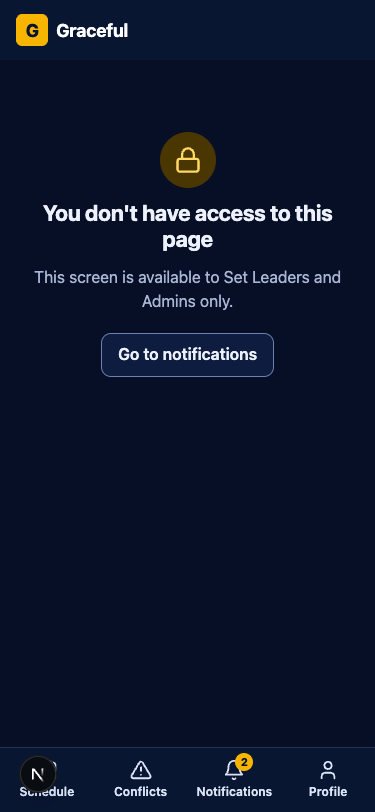 G Graceful
You don't have access to this
page
This screen is available to Set Leaders and
Admins only.
Go to notifications
2
N
Schedule Conflicts Notifications Profile